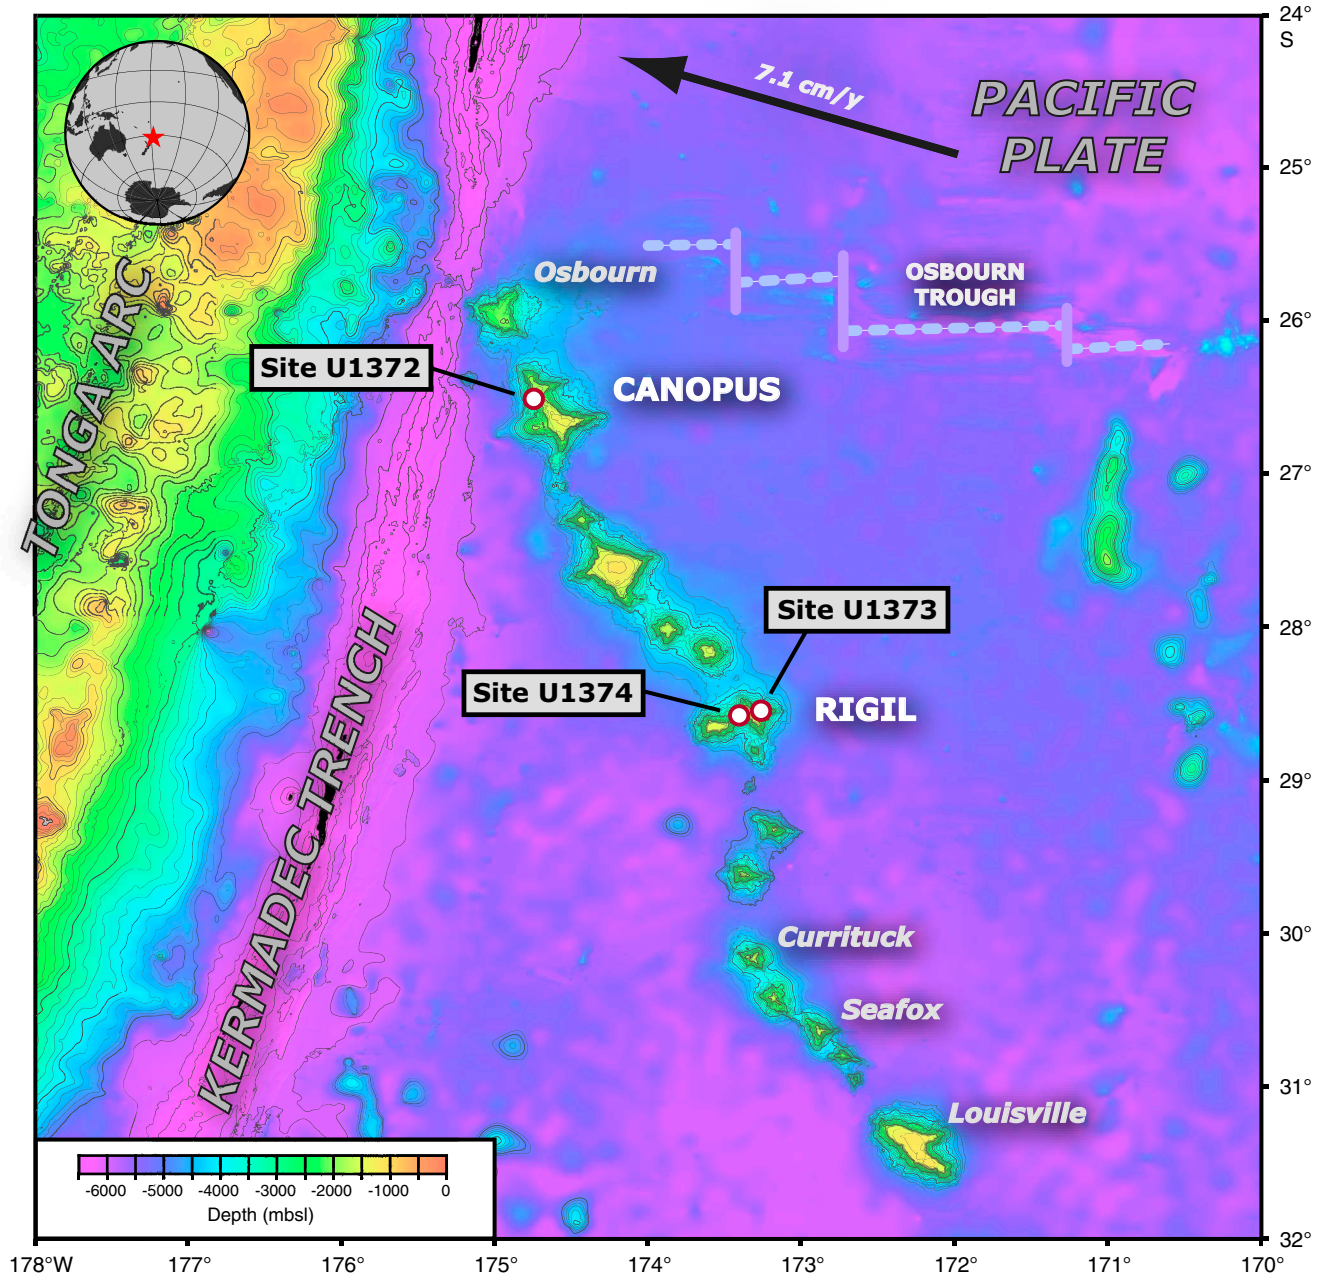 24°
S
7.1 cm/y
PACIFIC
PLATE
25°
Osbourn
OSBOURN
TROUGH
TONGA ARC
26°
Site U1372
CANOPUS
27°
Site U1373
28°
Site U1374
RIGIL
KERMADEC TRENCH
29°
Currituck
30°
Seafox
31°
Louisville
-6000 -5000 -4000 -3000 -2000 -1000 0
Depth (mbsl)
32°
178°W 177° 176° 175° 174° 173° 172° 171° 170°